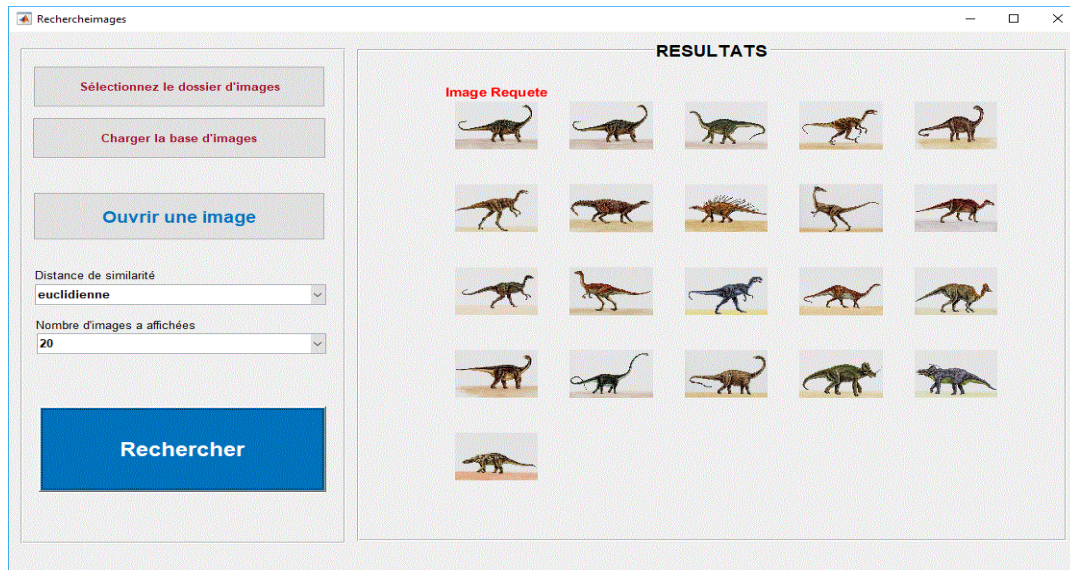 Rechercheimages
Sélectionnez le dossier d'images
Charger la base d'images
Ouvrir une image
Distance de similarité
euclidienne
Nombre d'images a affichées
20
Rechercher
RESULTATS
Image Requete